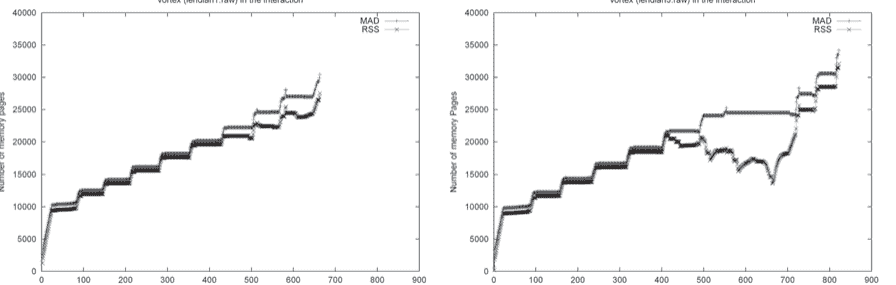 vortex (lendian1.raw) in the interaction
40000
35000
30000
25000
20000
15000
10000
5000
0
Number of memory pages
0 100 200 300 400 500 600 700 800 900
MAD
RSS
vortex (lendian3.raw) in the interaction
40000
35000
30000
25000
20000
15000
10000
5000
0
Number of memory Pages
0 100 200 300 400 500 600 700 800 900
MAD
RSS